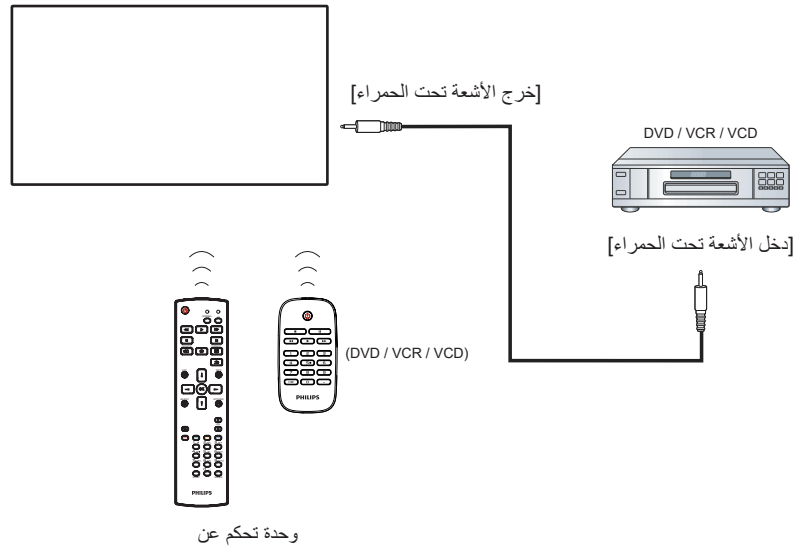 [خرج الأشعة تحت الحمراء]
DVD / VCR / VCD
[دخل الأشعة تحت الحمراء]
(DVD / VCR / VCD)
OK
PHILIPS
PHILIPS
وحدة تحكم عن